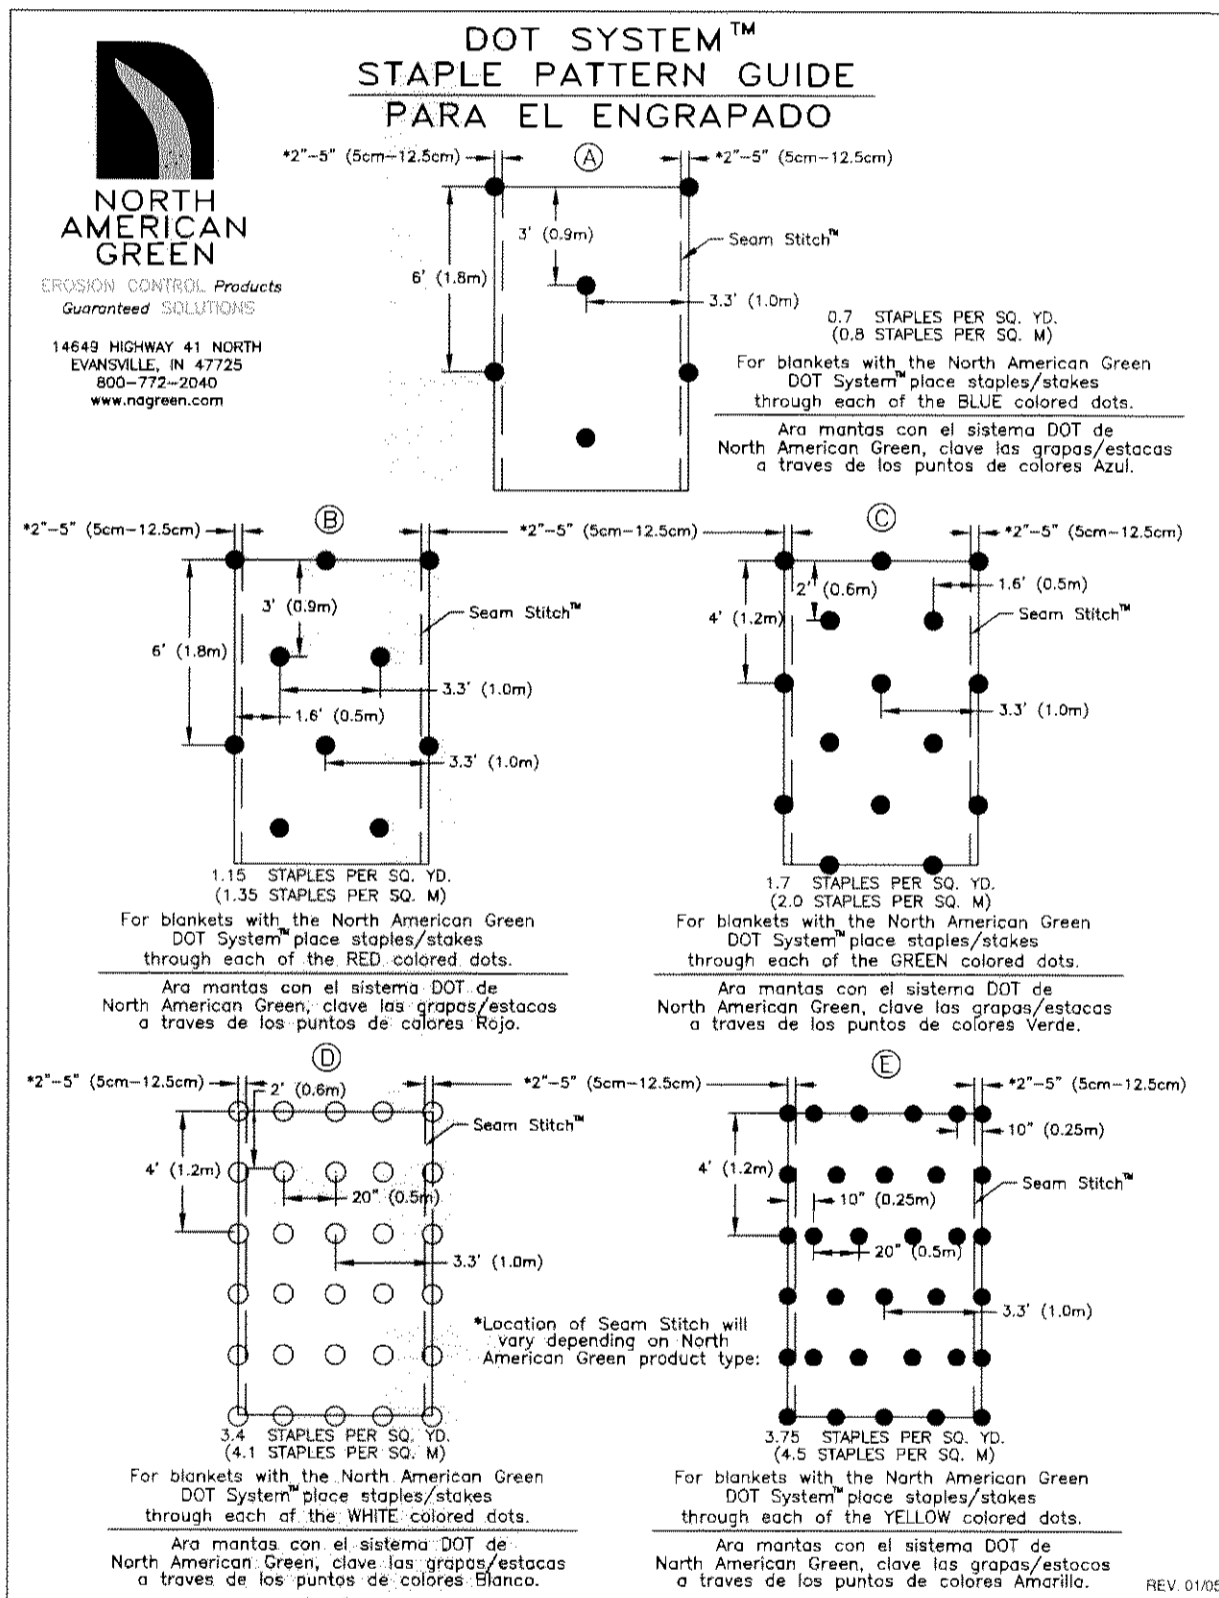 DOT SYSTEM™
STAPLE PATTERN GUIDE
PARA EL ENGRAPADO
NORTH
AMERICAN
GREEN
EROSION CONTROL Products
Guaranteed SOLUTIONS
14649 HIGHWAY 41 NORTH
EVANSVILLE, IN 47725
800-772-2040
www.nagreen.com
*2"-5" (5cm-12.5cm)
A
*2"-5" (5cm-12.5cm)
3' (0.9m)
Seam Stitch™
6' (1.8m)
3.3' (1.0m)
0.7 STAPLES PER SQ. YD.
(0.8 STAPLES PER SQ. M)
For blankets with the North American Green
DOT System™ place staples/stakes
through each of the BLUE colored dots.
Ara mantas con el sistema DOT de
North American Green, clave las grapas/estacas
a traves de los puntos de colores Azul.
*2"-5" (5cm-12.5cm)
B
*2"-5" (5cm-12.5cm)
3' (0.9m)
Seam Stitch™
6' (1.8m)
3.3' (1.0m)
1.6' (0.5m)
3.3' (1.0m)
1.15 STAPLES PER SQ. YD.
(1.35 STAPLES PER SQ. M)
For blankets with the North American Green
DOT System™ place staples/stakes
through each of the RED colored dots.
Ara mantas con el sistema DOT de
North American Green, clave las grapas/estacas
a traves de los puntos de colores Rojo.
C
*2"-5" (5cm-12.5cm)
2' (0.6m)
1.6' (0.5m)
4' (1.2m)
Seam Stitch™
3.3' (1.0m)
1.7 STAPLES PER SQ. YD.
(2.0 STAPLES PER SQ. M)
For blankets with the North American Green
DOT System™ place staples/stakes
through each of the GREEN colored dots.
Ara mantas con el sistema DOT de
North American Green, clave las grapas/estacas
a traves de los puntos de colores Verde.
D
*2"-5" (5cm-12.5cm)
2' (0.6m)
*2"-5" (5cm-12.5cm)
Seam Stitch™
4' (1.2m)
20" (0.5m)
3.3' (1.0m)
*Location of Seam Stitch will
vary depending on North
American Green product type:
3.4 STAPLES PER SQ. YD.
(4.1 STAPLES PER SQ. M)
For blankets with the North American Green
DOT System™ place staples/stakes
through each of the WHITE colored dots.
Ara mantas con el sistema DOT de
North American Green, clave las grapas/estacas
a traves de los puntos de colores Blanco.
E
*2"-5" (5cm-12.5cm)
10" (0.25m)
4' (1.2m)
Seam Stitch™
10" (0.25m)
20" (0.5m)
3.3' (1.0m)
3.75 STAPLES PER SQ. YD.
(4.5 STAPLES PER SQ. M)
For blankets with the North American Green
DOT System™ place staples/stakes
through each of the YELLOW colored dots.
Ara mantas con el sistema DOT de
North American Green, clave las grapas/estacas
a traves de los puntos de colores Amarilla.
REV. 01/05